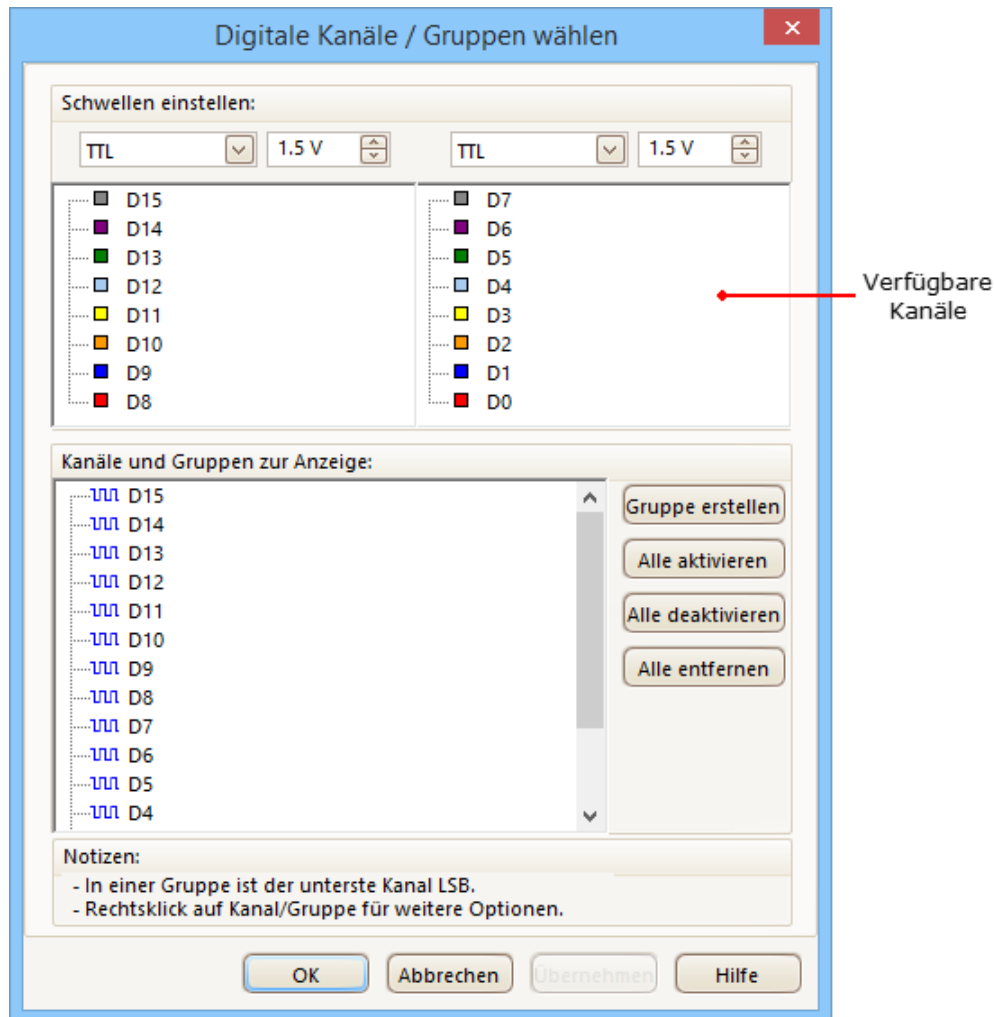 Digitale Kanäle / Gruppen wählen
Schwellen einstellen:
TTL 1.5 V TTL 1.5 V
D15 D7
D14 D6
D13 D5
D12 D4
D11 D3
D10 D2
D9 D1
D8 D0
Verfügbare
Kanäle
Kanäle und Gruppen zur Anzeige:
D15
D14
D13
D12
D11
D10
D9
D8
D7
D6
D5
D4
Gruppe erstellen
Alle aktivieren
Alle deaktivieren
Alle entfernen
Notizen:
- In einer Gruppe ist der unterste Kanal LSB.
- Rechtsklick auf Kanal/Gruppe für weitere Optionen.
OK Abbrechen Übernehmen Hilfe